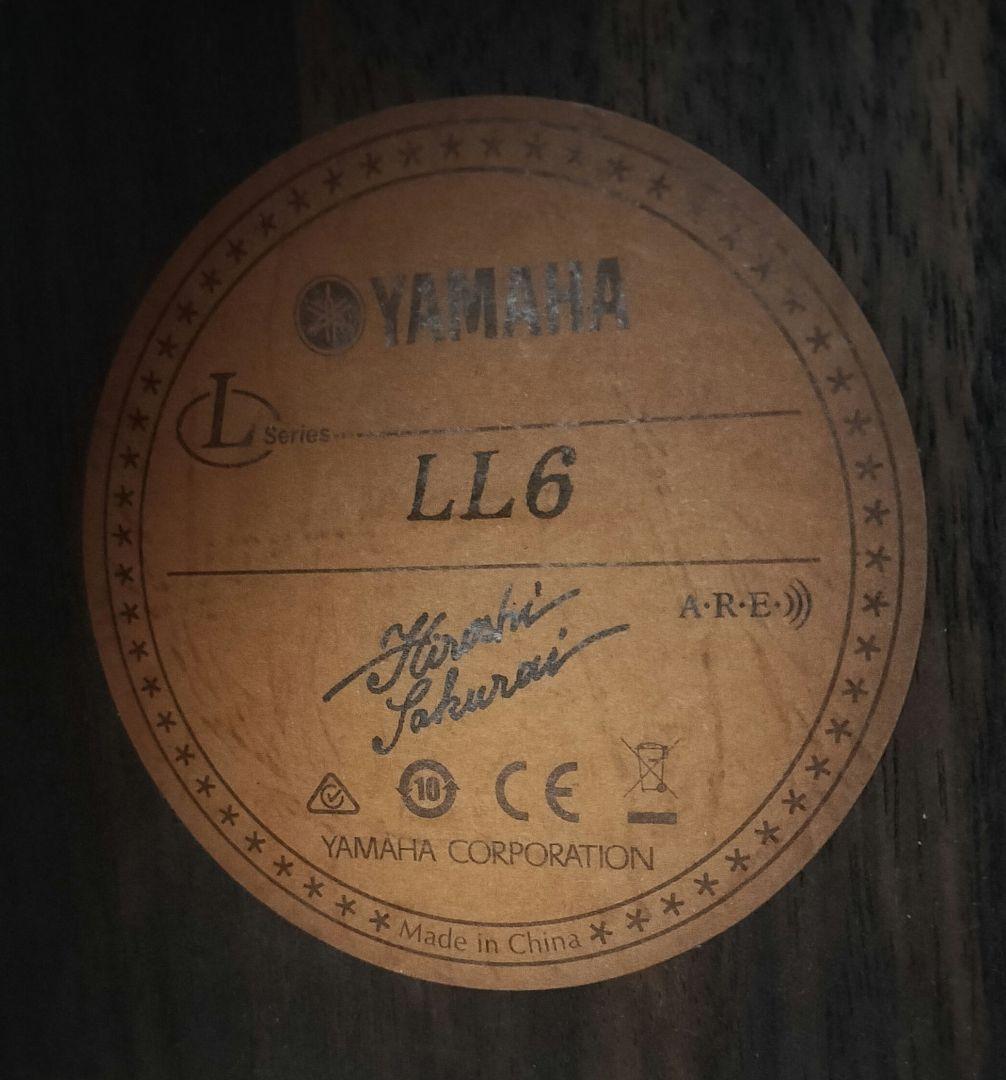 YAMAHA
L Series
LL6
A·R·E·
Hiroshi
Sakurai
10
CE
YAMAHA CORPORATION
Made in China